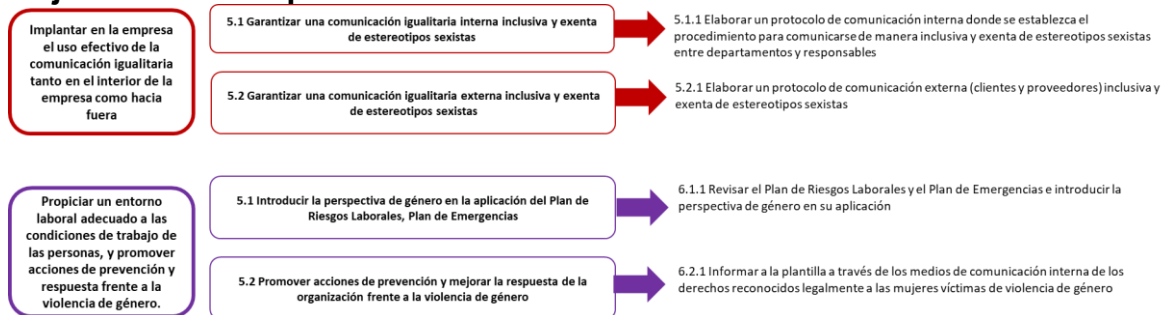 Implantar en la empresa
el uso efectivo de la
comunicación igualitaria
tanto en el interior de la
empresa como hacia
fuera
5.1 Garantizar una comunicación igualitaria interna inclusiva y exenta
de estereotipos sexistas
5.1.1 Elaborar un protocolo de comunicación interna donde se establezca el
procedimiento para comunicarse de manera inclusiva y exenta de estereotipos sexistas
entre departamentos y responsables
5.2 Garantizar una comunicación igualitaria externa inclusiva y exenta
de estereotipos sexistas
5.2.1 Elaborar un protocolo de comunicación externa (clientes y proveedores) inclusiva y
exenta de estereotipos sexistas
Propiciar un entorno
laboral adecuado a las
condiciones de trabajo de
las personas, y promover
acciones de prevención y
respuesta frente a la
violencia de género.
5.1 Introducir la perspectiva de género en la aplicación del Plan de
Riesgos Laborales, Plan de Emergencias
6.1.1 Revisar el Plan de Riesgos Laborales y el Plan de Emergencias e introducir la
perspectiva de género en su aplicación
5.2 Promover acciones de prevención y mejorar la respuesta de la
organización frente a la violencia de género
6.2.1 Informar a la plantilla a través de los medios de comunicación interna de los
derechos reconocidos legalmente a las mujeres víctimas de violencia de género